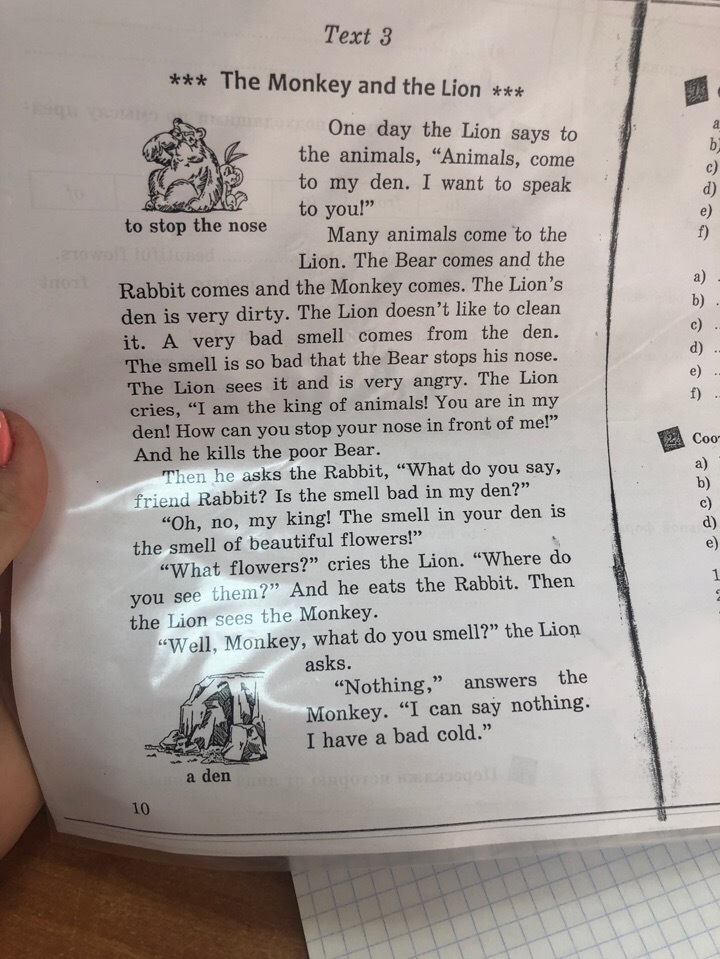 Text 3
*** The Monkey and the Lion ***
One day the Lion says to
the animals, “Animals, come
to my den. I want to speak
to you!”
to stop the nose
Many animals come to the
Lion. The Bear comes and the
Rabbit comes and the Monkey comes. The Lion’s
den is very dirty. The Lion doesn’t like to clean
it. A very bad smell comes from the den.
The smell is so bad that the Bear stops his nose.
The Lion sees it and is very angry. The Lion
cries, “I am the king of animals! You are in my
den! How can you stop your nose in front of me!”
And he kills the poor Bear.
Then he asks the Rabbit, “What do you say,
friend Rabbit? Is the smell bad in my den?”
“Oh, no, my king! The smell in your den is
the smell of beautiful flowers!”
“What flowers?” cries the Lion. “Where do
you see them?” And he eats the Rabbit. Then
the Lion sees the Monkey.
“Well, Monkey, what do you smell?” the Lion
asks.
“Nothing,” answers the
Monkey. “I can say nothing.
I have a bad cold.”
a den
10
1
a
b)
c)
d)
e)
f)
a) .
b) .
c) ..
d) ..
e) ..
f) ..
2
a)
b)
c)
d)
e)
1